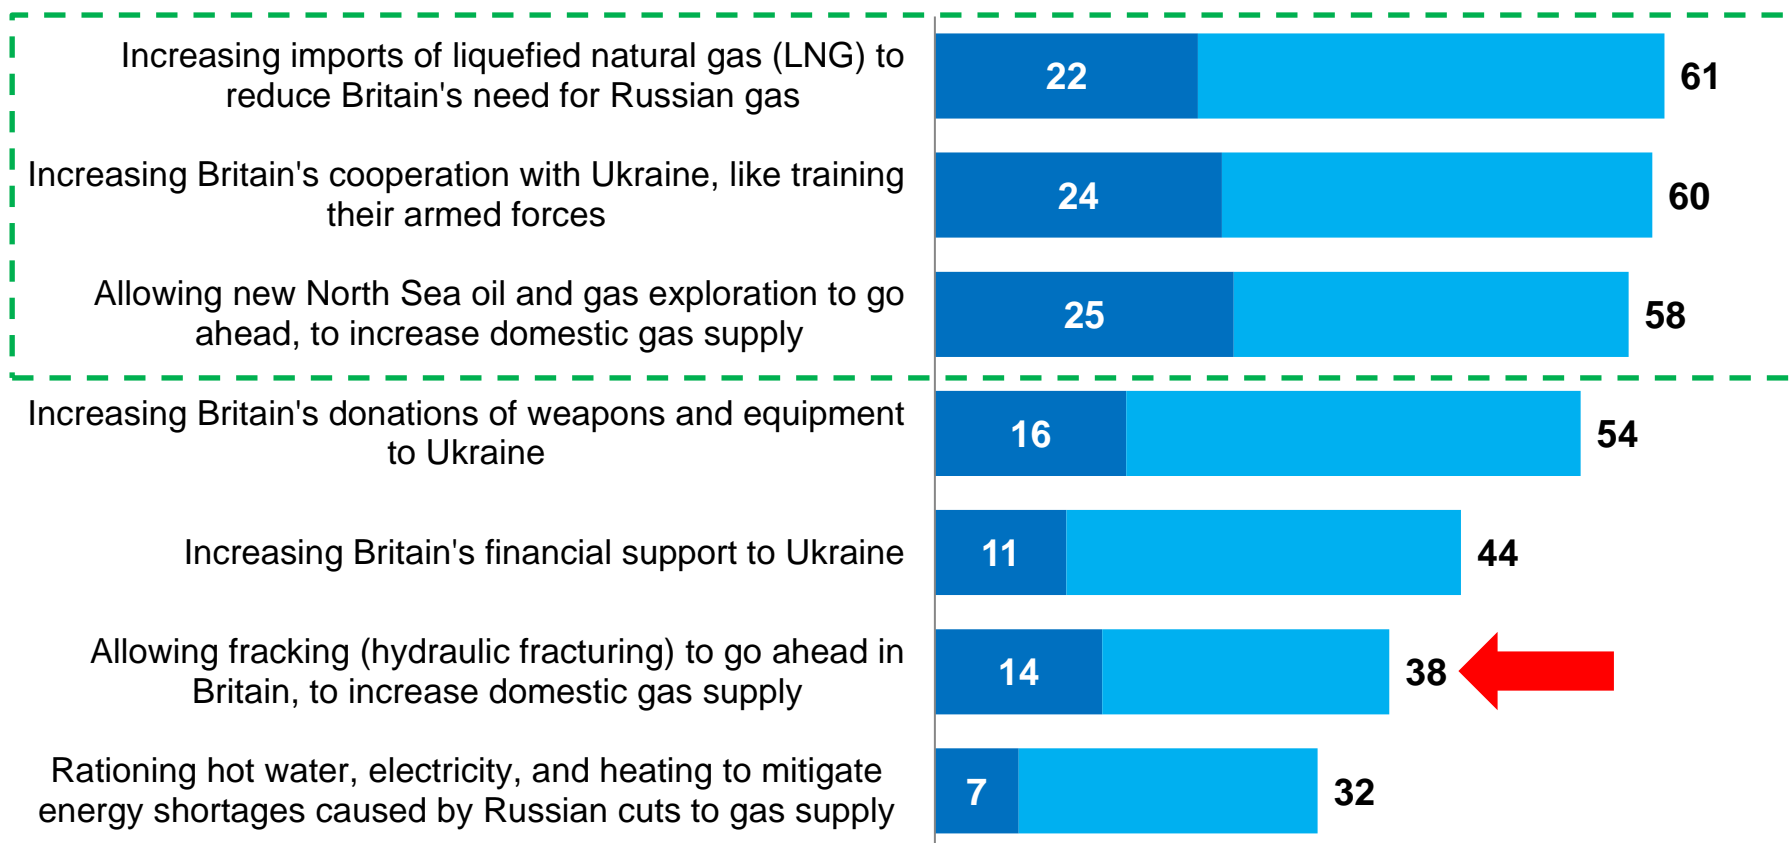 Increasing imports of liquefied natural gas (LNG) to
reduce Britain's need for Russian gas
22
61
Increasing Britain's cooperation with Ukraine, like training
their armed forces
24
60
Allowing new North Sea oil and gas exploration to go
ahead, to increase domestic gas supply
25
58
Increasing Britain's donations of weapons and equipment
to Ukraine
16
54
Increasing Britain's financial support to Ukraine
11
44
Allowing fracking (hydraulic fracturing) to go ahead in
Britain, to increase domestic gas supply
14
38
Rationing hot water, electricity, and heating to mitigate
energy shortages caused by Russian cuts to gas supply
7
32